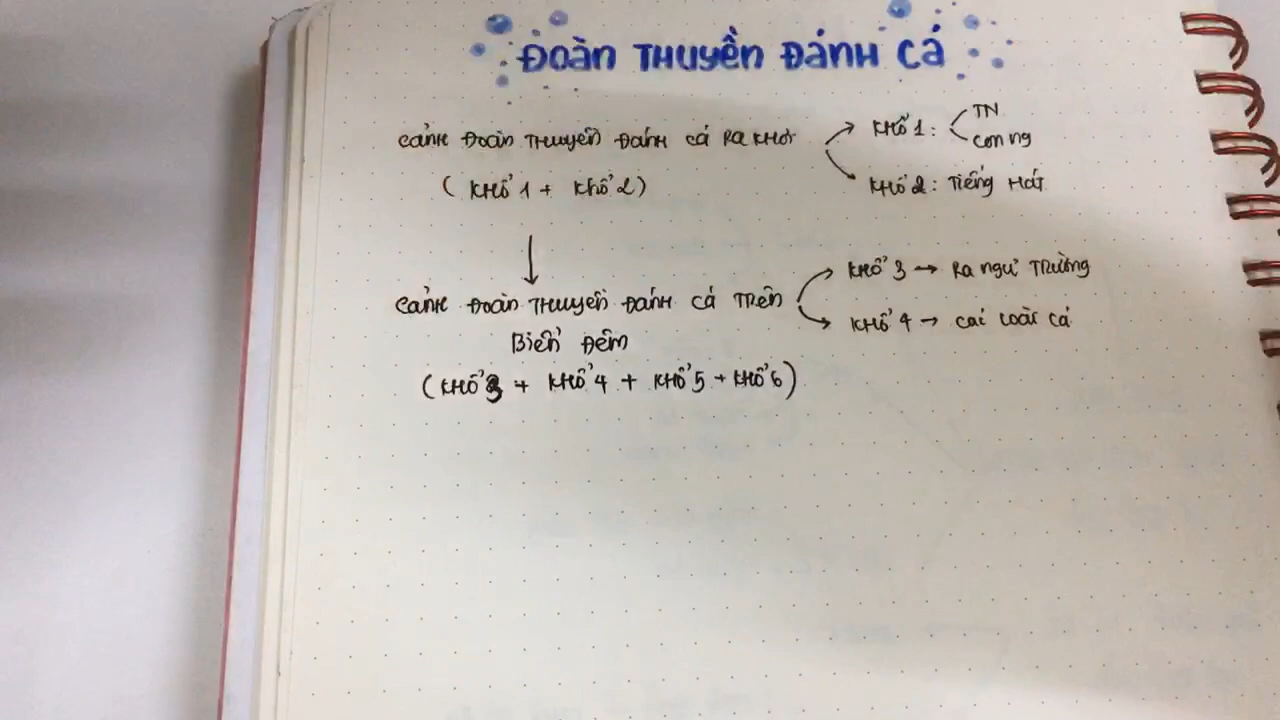 ĐOÀN THUYỀN ĐÁNH CÁ
CẢNH ĐOÀN THUYỀN ĐÁNH CÁ RA KHƠI
KHỔ 1: TN
con ng
(KHỔ 1 + KHỔ 2)
KHỔ 2: TIẾNG HÁT
CẢNH ĐOÀN THUYỀN ĐÁNH CÁ TRÊN
BIỂN ĐÊM
KHỔ 3 → RA NGƯ TRƯỜNG
KHỔ 4 → CÁC LOÀI CÁ
(KHỔ 3 + KHỔ 4 + KHỔ 5 + KHỔ 6)